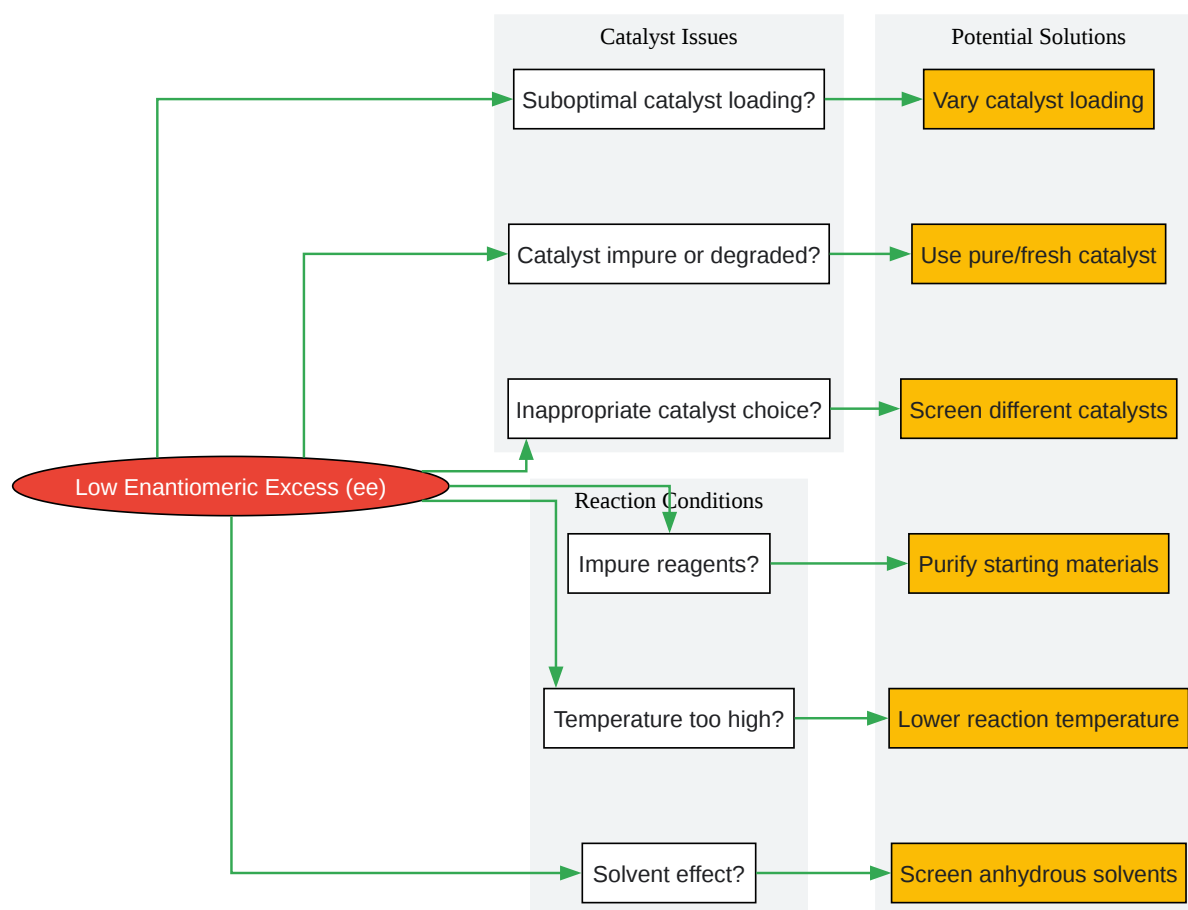 Catalyst Issues
Potential Solutions
Suboptimal catalyst loading?
Vary catalyst loading
Catalyst impure or degraded?
Use pure/fresh catalyst
Inappropriate catalyst choice?
Screen different catalysts
Low Enantiomeric Excess (ee)
Reaction Conditions
Impure reagents?
Purify starting materials
Temperature too high?
Lower reaction temperature
Solvent effect?
Screen anhydrous solvents